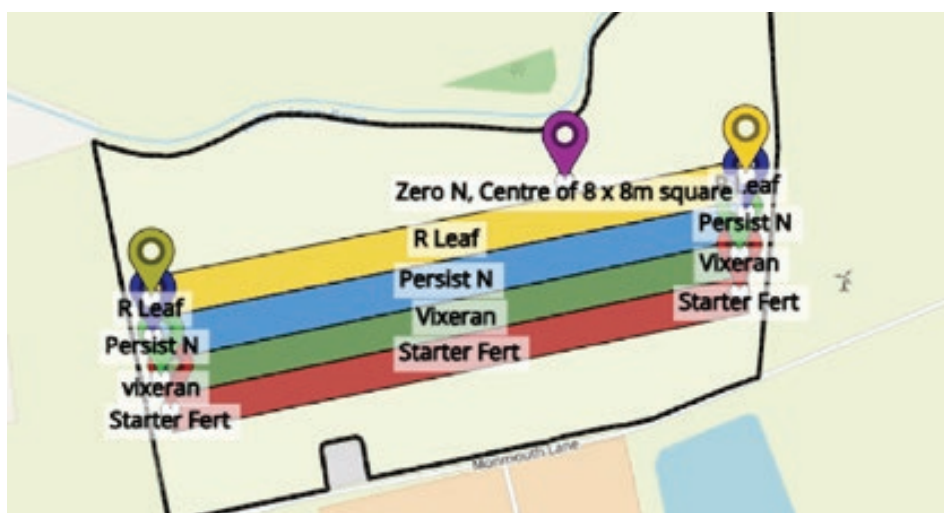 Zero N, Centre of 8 x 8m square
R Leaf
Persist N
Vixeran
Starter Fert
R Leaf
Persist N
Vixeran
Starter Fert
R Leaf
Persist N
vixeran
Starter Fert
Monmouth Lane